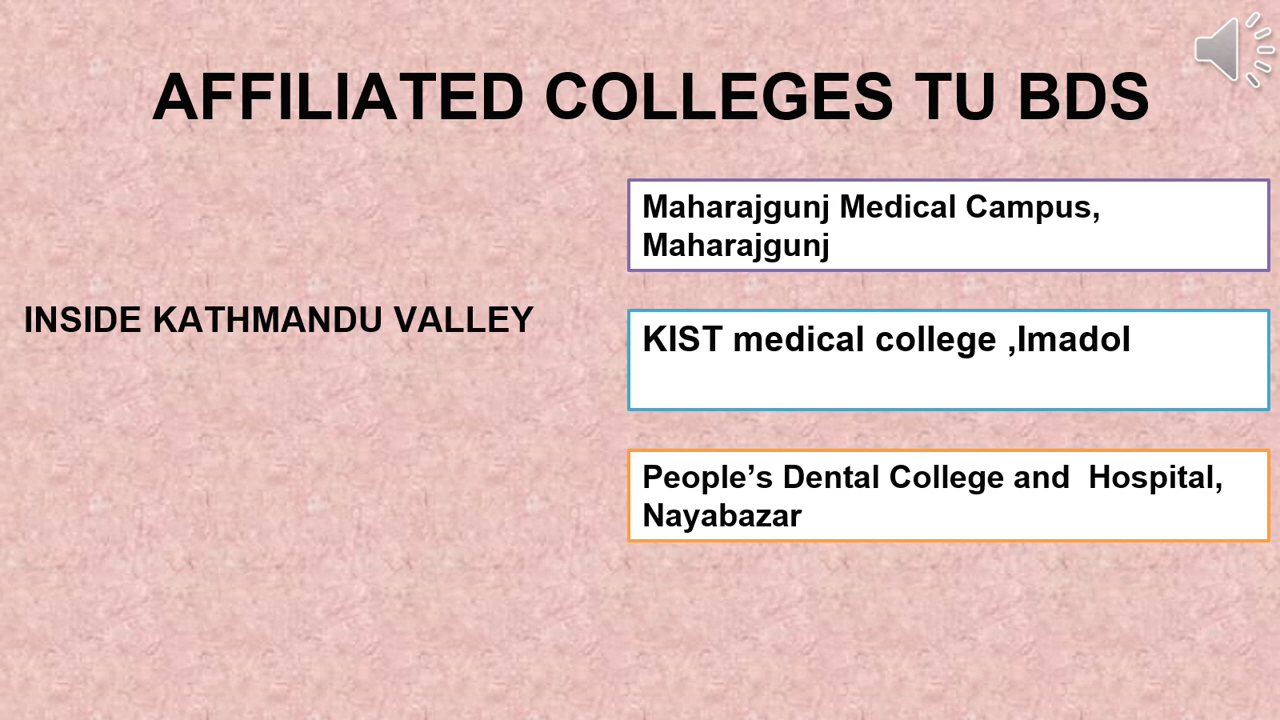 AFFILIATED COLLEGES TU BDS
INSIDE KATHMANDU VALLEY
Maharajgunj Medical Campus,
Maharajgunj
KIST medical college ,Imadol
People’s Dental College and  Hospital,
Nayabazar